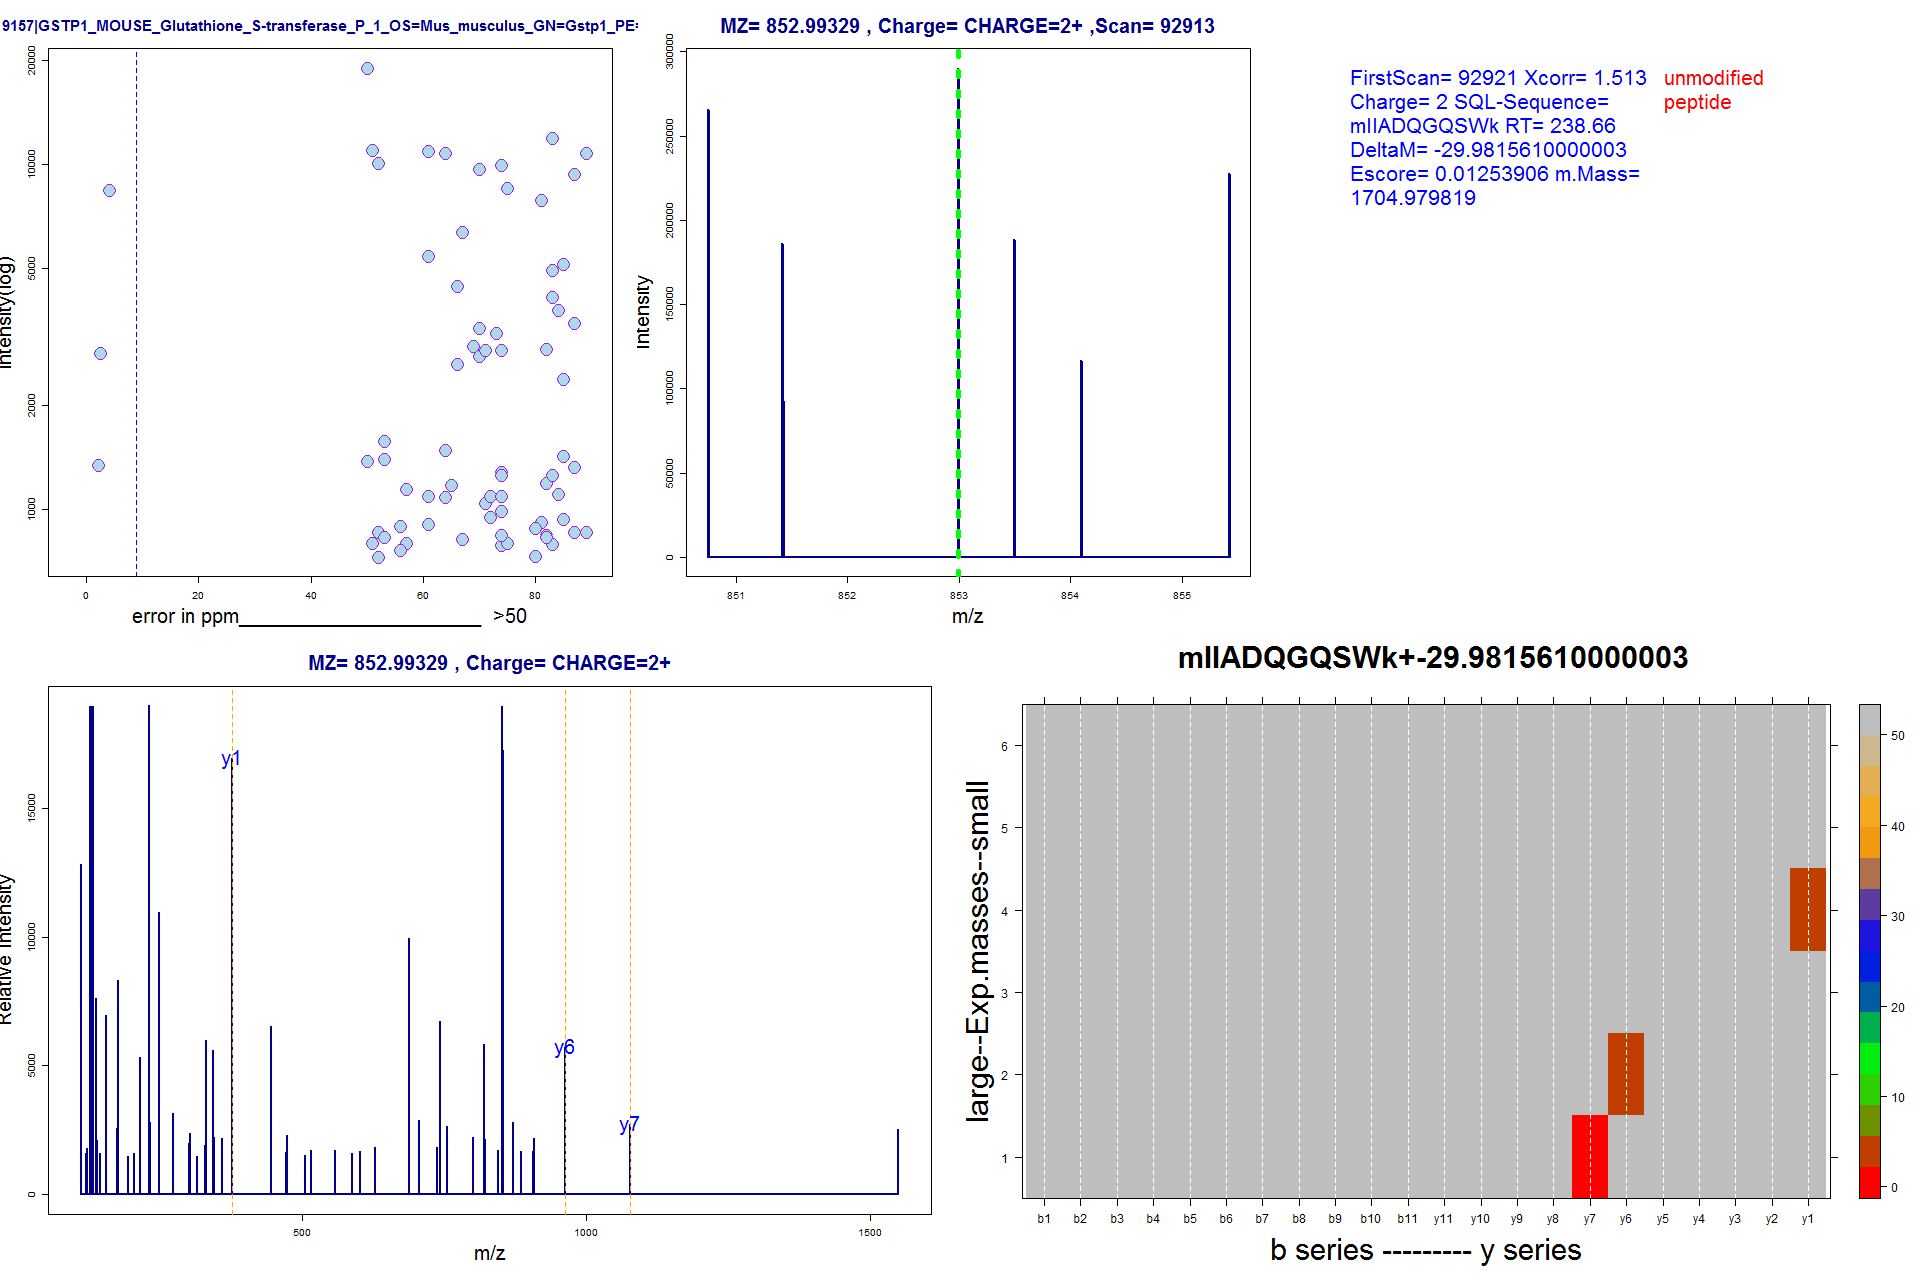 9157|GSTP1_MOUSE_Glutathione_S-transferase_P_1_OS=Mus_musculus_GN=Gstp1_PE=
Intensity(log)
20000
10000
5000
2000
1000
0 20 40 60 80
error in ppm______________________ >50
MZ= 852.99329 , Charge= CHARGE=2+ ,Scan= 92913
Intensity
300000
250000
200000
150000
100000
50000
0
851 852 853 854 855
m/z
FirstScan= 92921 Xcorr= 1.513
Charge= 2 SQL-Sequence=
mIIADQGQSWk RT= 238.66
DeltaM= -29.9815610000003
Escore= 0.01253906 m.Mass=
1704.979819
unmodified
peptide
MZ= 852.99329 , Charge= CHARGE=2+
Relative Intensity
15000
10000
5000
0
y1
y6
y7
500 1000 1500
m/z
mIIADQGQSWk+-29.9815610000003
large--Exp.masses--small
6
5
4
3
2
1
b1 b2 b3 b4 b5 b6 b7 b8 b9 b10 b11 y11 y10 y9 y8 y7 y6 y5 y4 y3 y2 y1
b series --------- y series
50
40
30
20
10
0